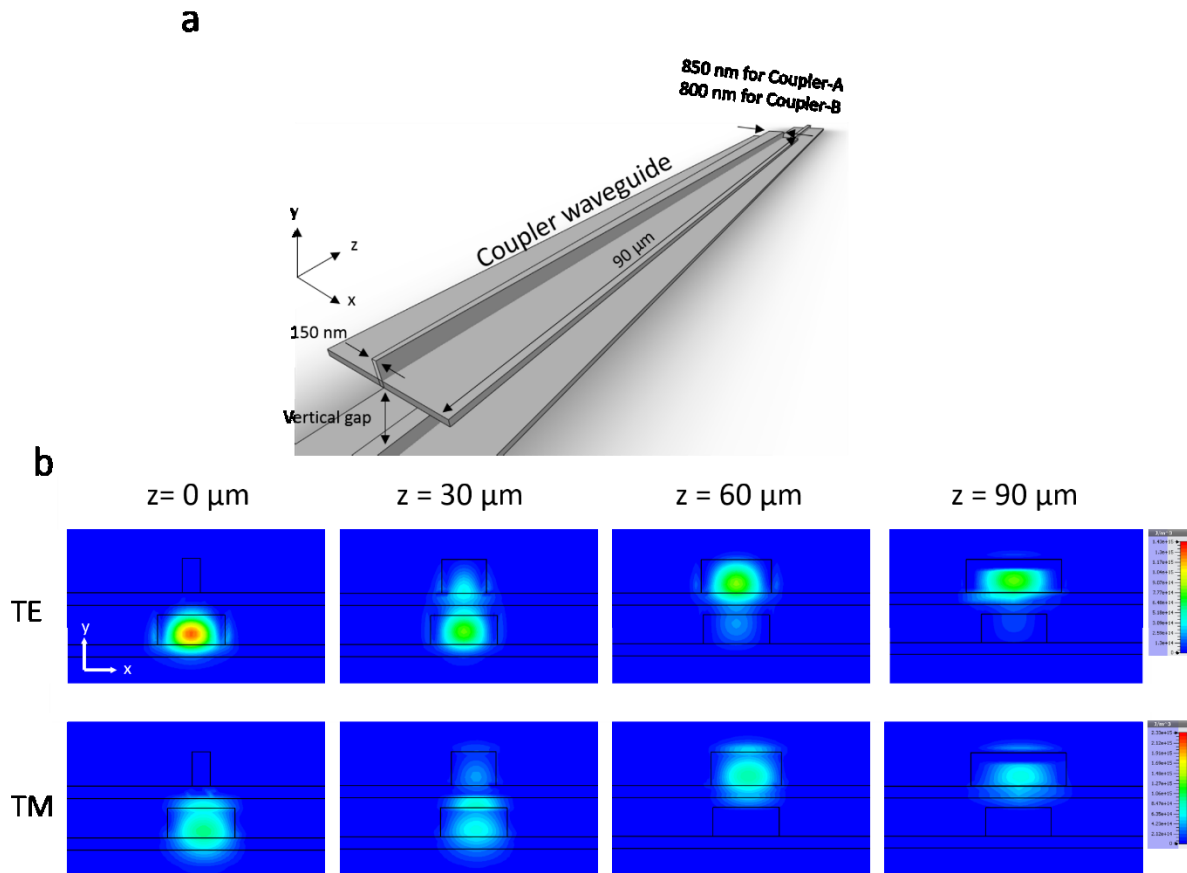 a
850 nm for Coupler-A
800 nm for Coupler-B
Coupler waveguide
y
z
x
90 µm
150 nm
Vertical gap
b
z= 0 µm
z = 30 µm
z = 60 µm
z = 90 µm
TE
y
x
TM